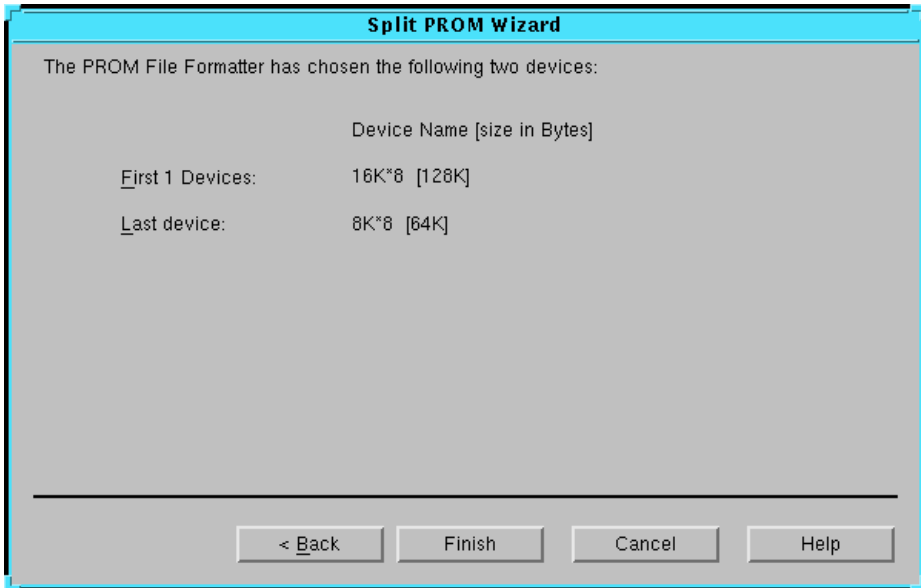 Split PROM Wizard
The PROM File Formatter has chosen the following two devices:
Device Name [size in Bytes]
First 1 Devices: 16K*8 [128K]
Last device: 8K*8 [64K]
< Back Finish Cancel Help